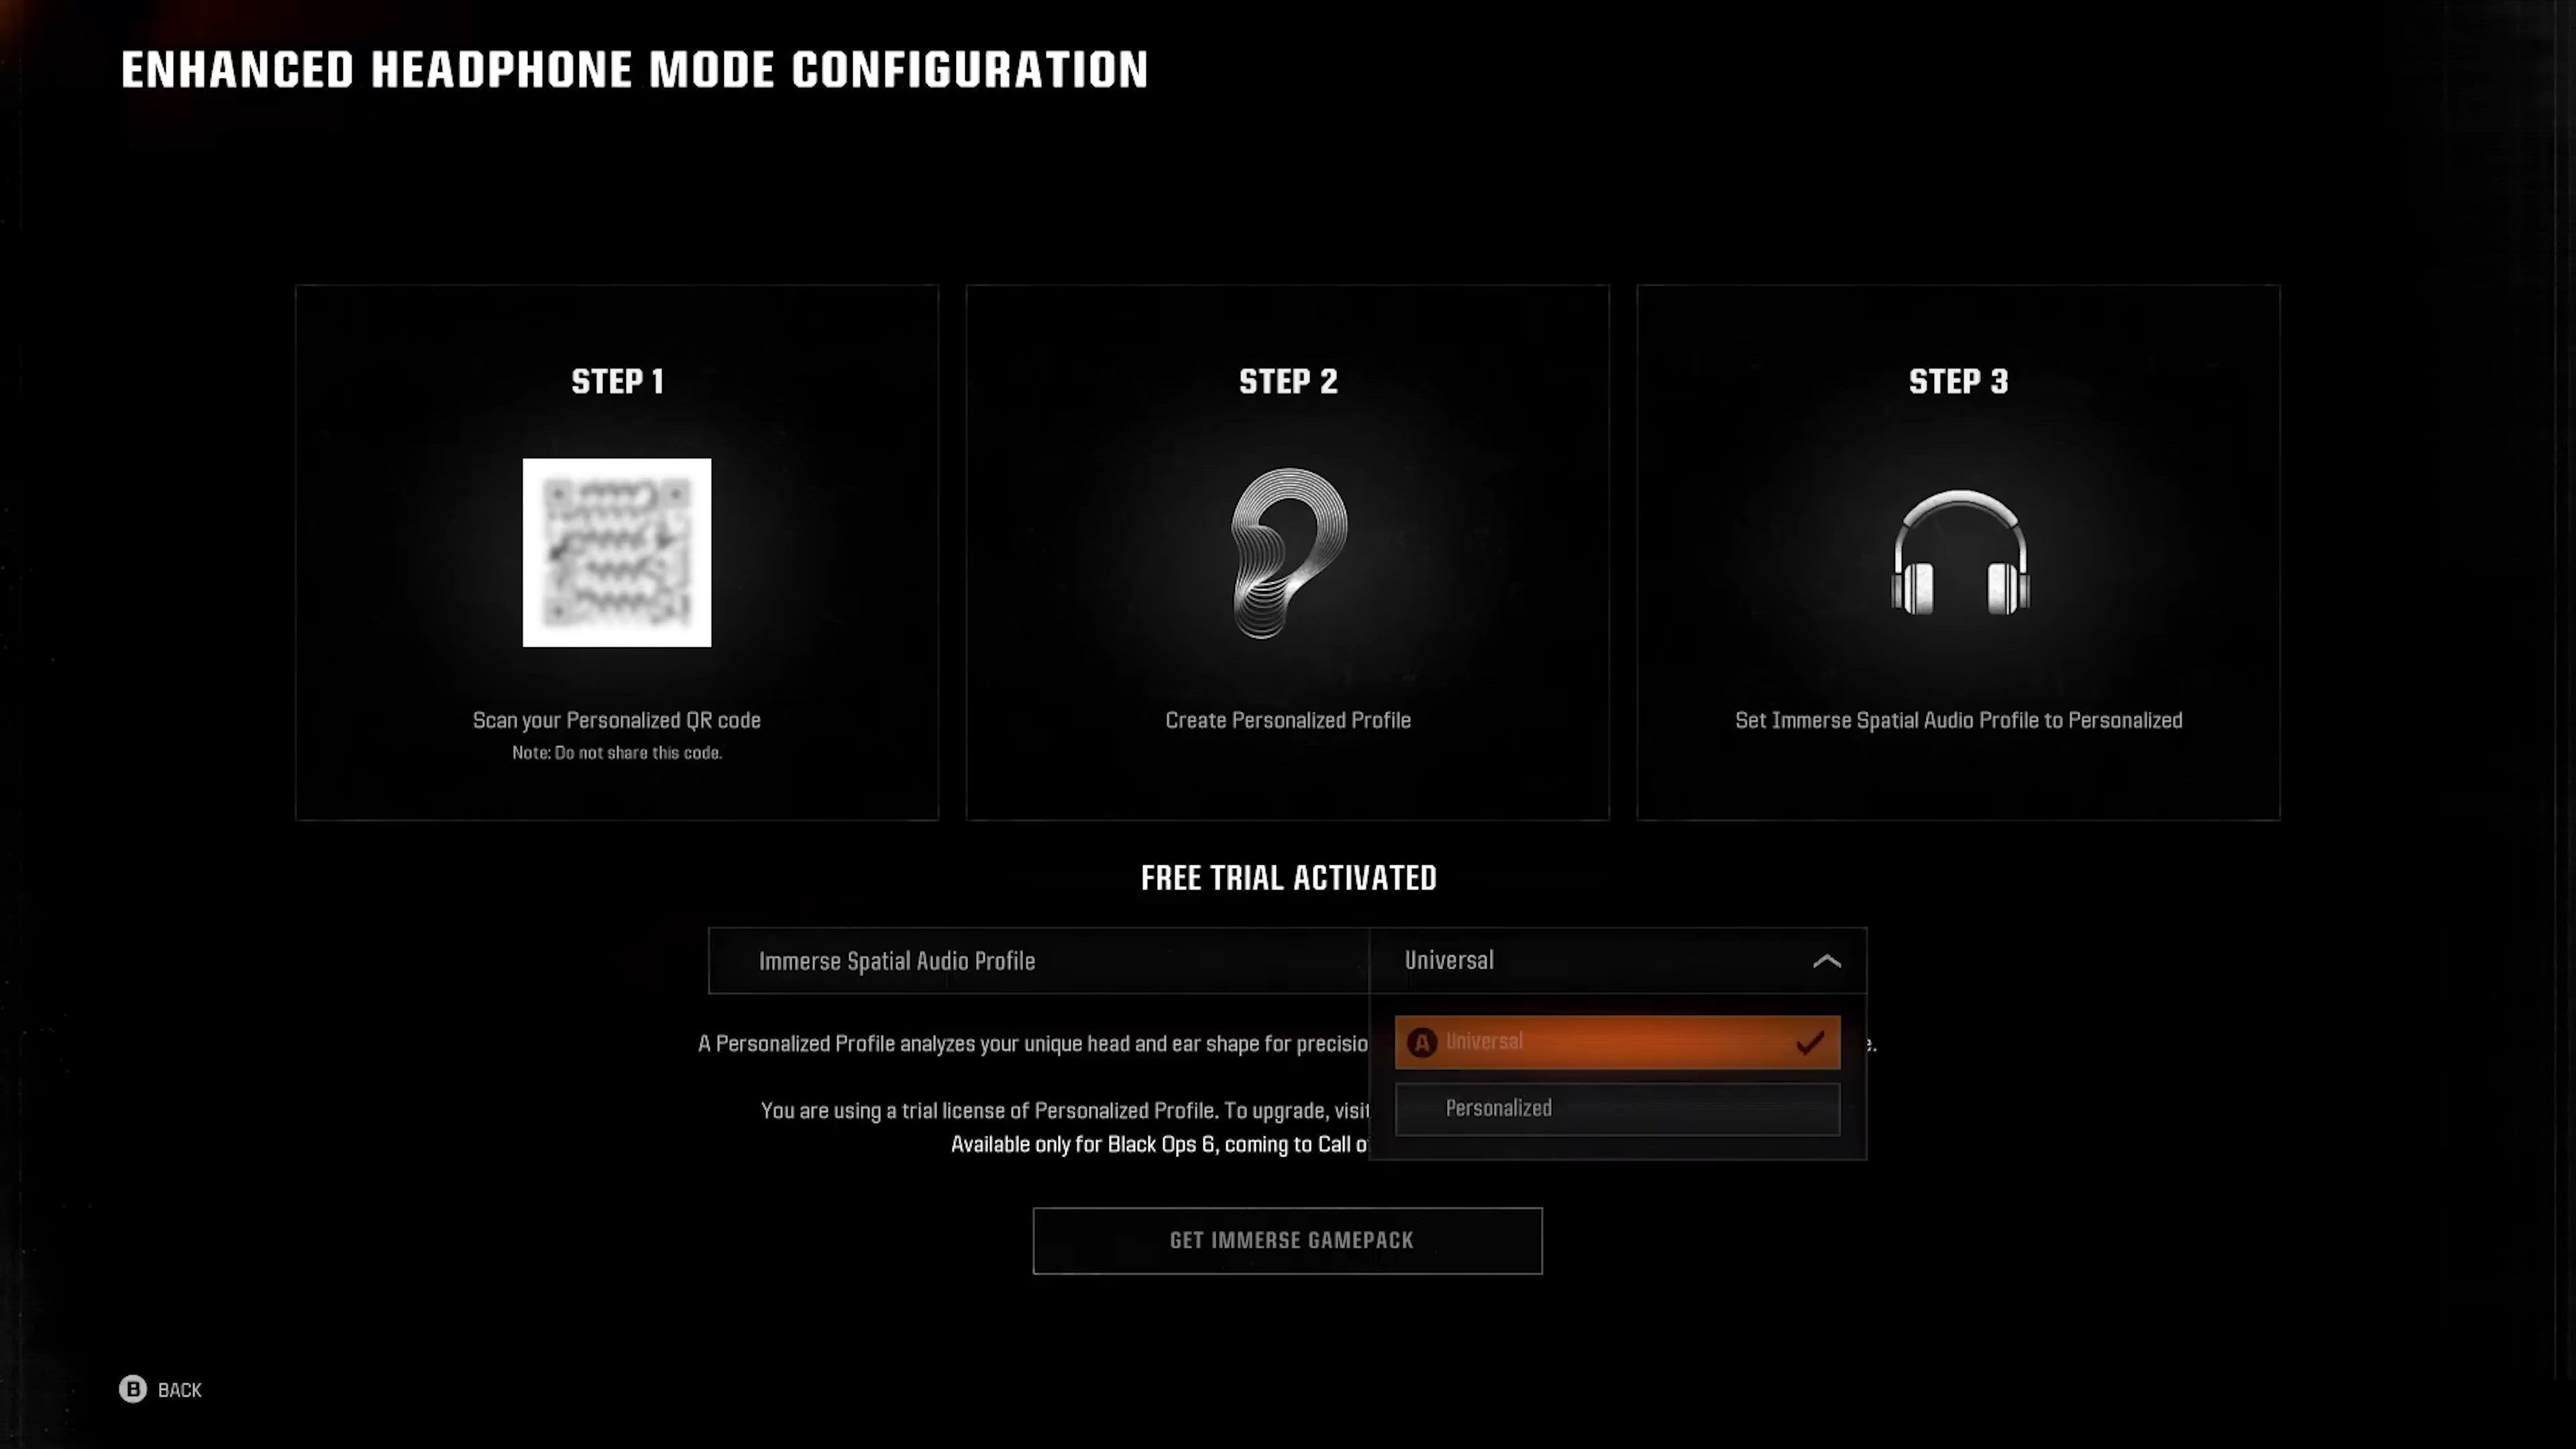 ENHANCED HEADPHONE MODE CONFIGURATION
STEP 1
Scan your Personalized QR code
Note: Do not share this code.
STEP 2
Create Personalized Profile
STEP 3
Set Immerse Spatial Audio Profile to Personalized
FREE TRIAL ACTIVATED
Immerse Spatial Audio Profile
Universal
A Universal
Personalized
A Personalized Profile analyzes your unique head and ear shape for
You are using a trial license of Personalized Profile. To upgrade, visit
Available only for Black Ops 6, coming to Call
GET IMMERSE GAMEPACK
B BACK